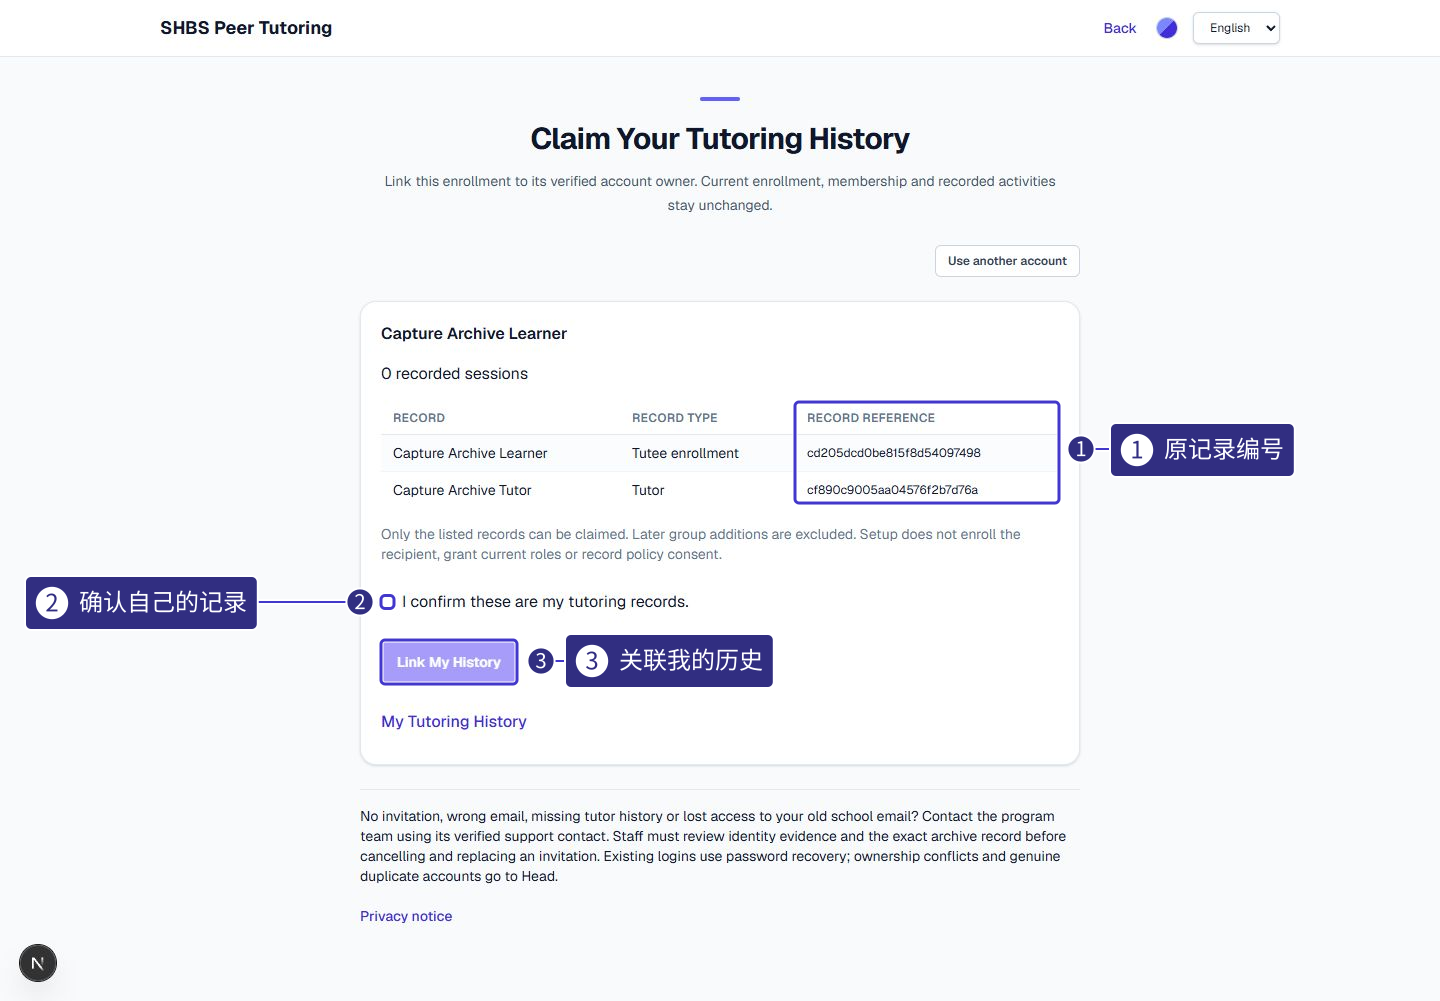 SHBS Peer Tutoring
Back
English
Claim Your Tutoring History
Link this enrollment to its verified account owner. Current enrollment, membership and recorded activities
stay unchanged.
Use another account
Capture Archive Learner
0 recorded sessions
RECORD RECORD TYPE RECORD REFERENCE
Capture Archive Learner Tutee enrollment cd205dcd0be815f8d54097498
1 1 原记录编号
Capture Archive Tutor Tutor cf890c9005aa04576f2b7d76a
Only the listed records can be claimed. Later group additions are excluded. Setup does not enroll the
recipient, grant current roles or record policy consent.
2 确认自己的记录 2 I confirm these are my tutoring records.
Link My History 3 3 关联我的历史
My Tutoring History
No invitation, wrong email, missing tutor history or lost access to your old school email? Contact the program
team using its verified support contact. Staff must review identity evidence and the exact archive record before
cancelling and replacing an invitation. Existing logins use password recovery; ownership conflicts and genuine
duplicate accounts go to Head.
Privacy notice
N